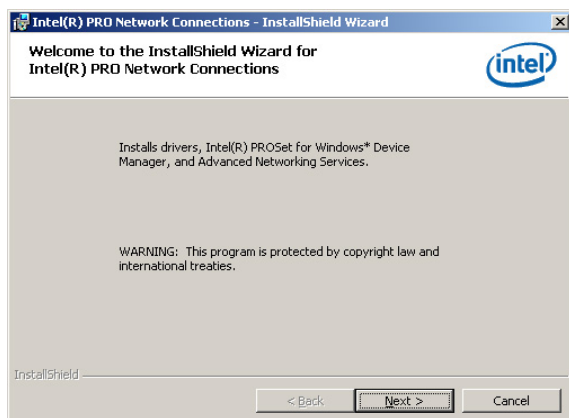 Intel(R) PRO Network Connections - InstallShield Wizard
Welcome to the InstallShield Wizard for
Intel(R) PRO Network Connections
intel
Installs drivers, Intel(R) PROSet for Windows* Device
Manager, and Advanced Networking Services.
WARNING: This program is protected by copyright law and
international treaties.
InstallShield
< Back
Next >
Cancel